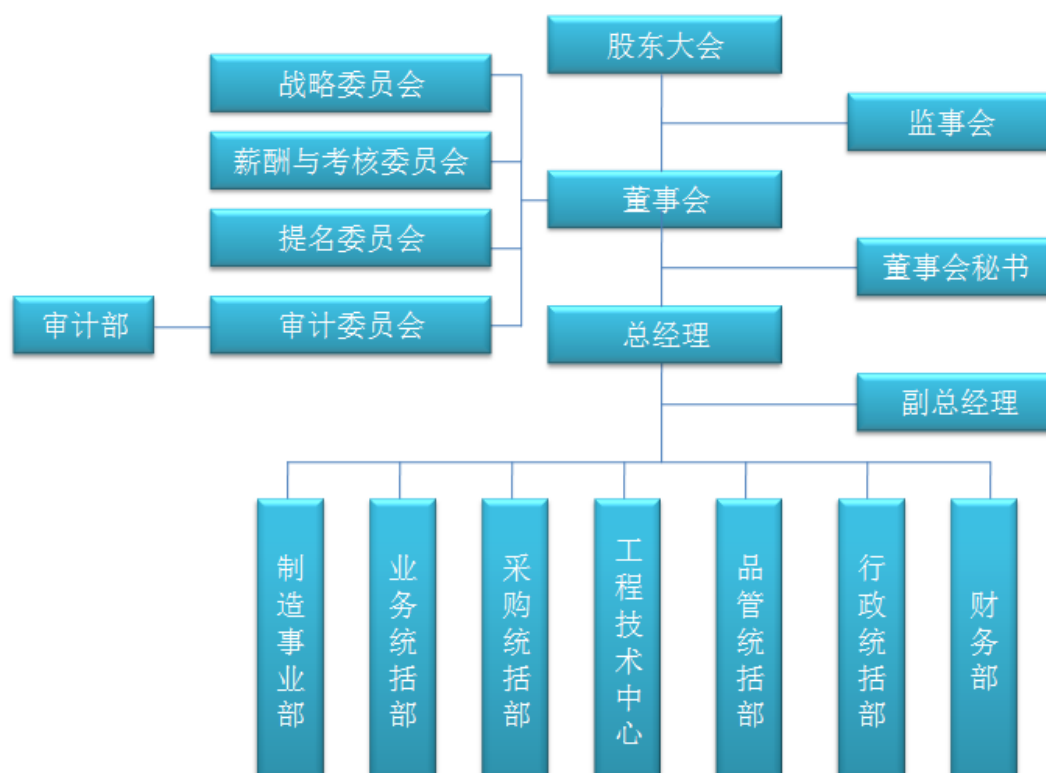 股东大会
战略委员会
监事会
薪酬与考核委员会
董事会
提名委员会
董事会秘书
审计部
审计委员会
总经理
副总经理
制造事业部
业务统括部
采购统括部
工程技术中心
品管统括部
行政统括部
财务部